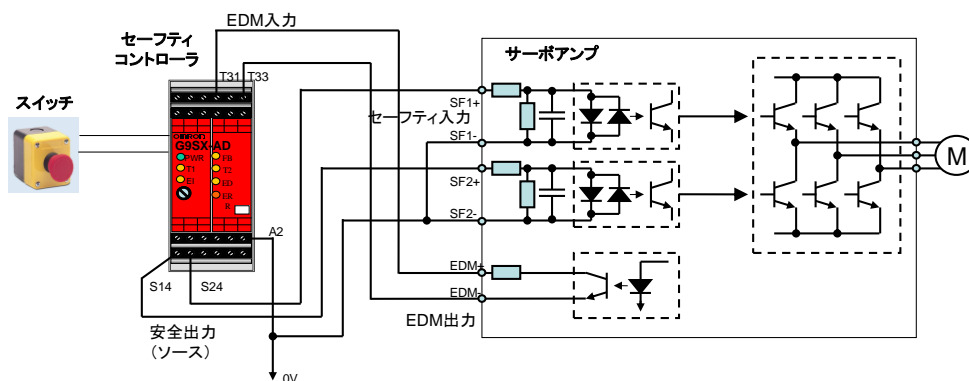 EDM入力
セーフティ
コントローラ
サーボアンプ
T31 T33
スイッチ
SF1+
セーフティ入力
SF1-
omron
G9SX-AD
PWR FB
T1 T2
E1 ED
ER
R
SF2+
SF2-
M
A2
EDM+
EDM-
S14 S24
EDM出力
安全出力
(ソース)
0V